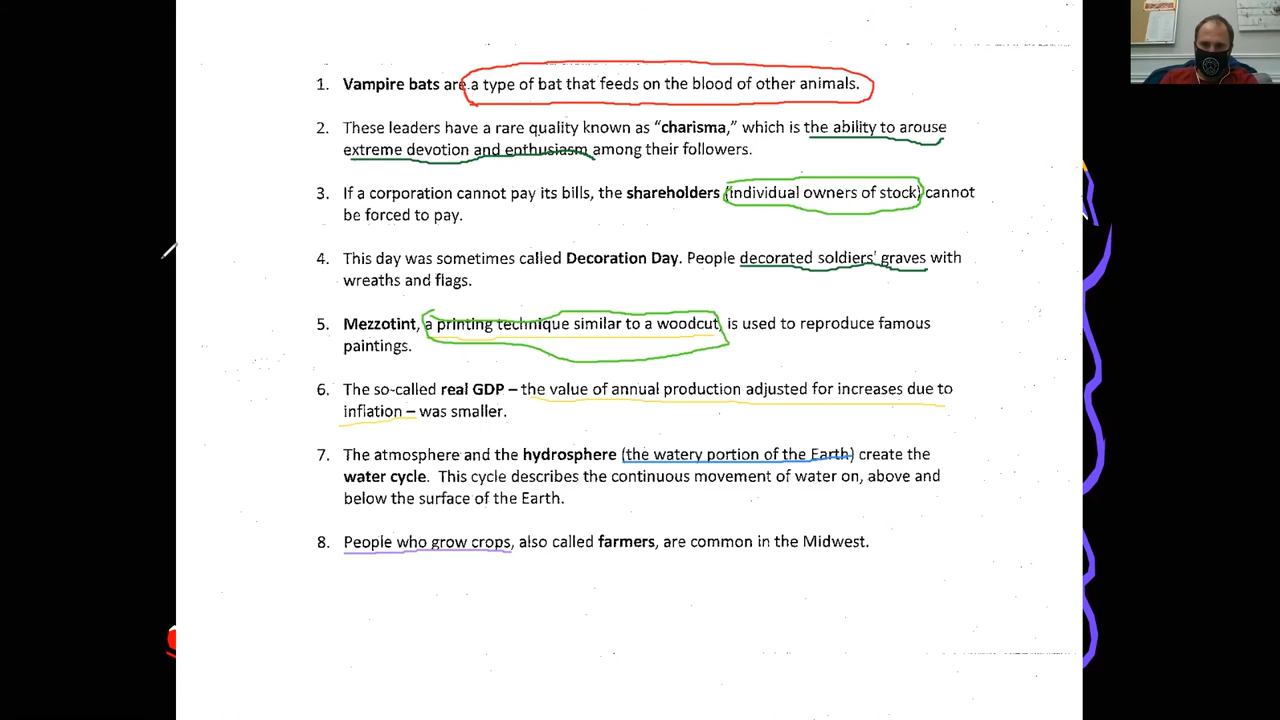 1. Vampire bats are a type of bat that feeds on the blood of other animals.
2. These leaders have a rare quality known as “charisma,” which is the ability to arouse
extreme devotion and enthusiasm among their followers.
3. If a corporation cannot pay its bills, the shareholders (individual owners of stock) cannot
be forced to pay.
4. This day was sometimes called Decoration Day. People decorated soldiers' graves with
wreaths and flags.
5. Mezzotint, a printing technique similar to a woodcut, is used to reproduce famous
paintings.
6. The so-called real GDP – the value of annual production adjusted for increases due to
inflation – was smaller.
7. The atmosphere and the hydrosphere (the watery portion of the Earth) create the
water cycle. This cycle describes the continuous movement of water on, above and
below the surface of the Earth.
8. People who grow crops, also called farmers, are common in the Midwest.